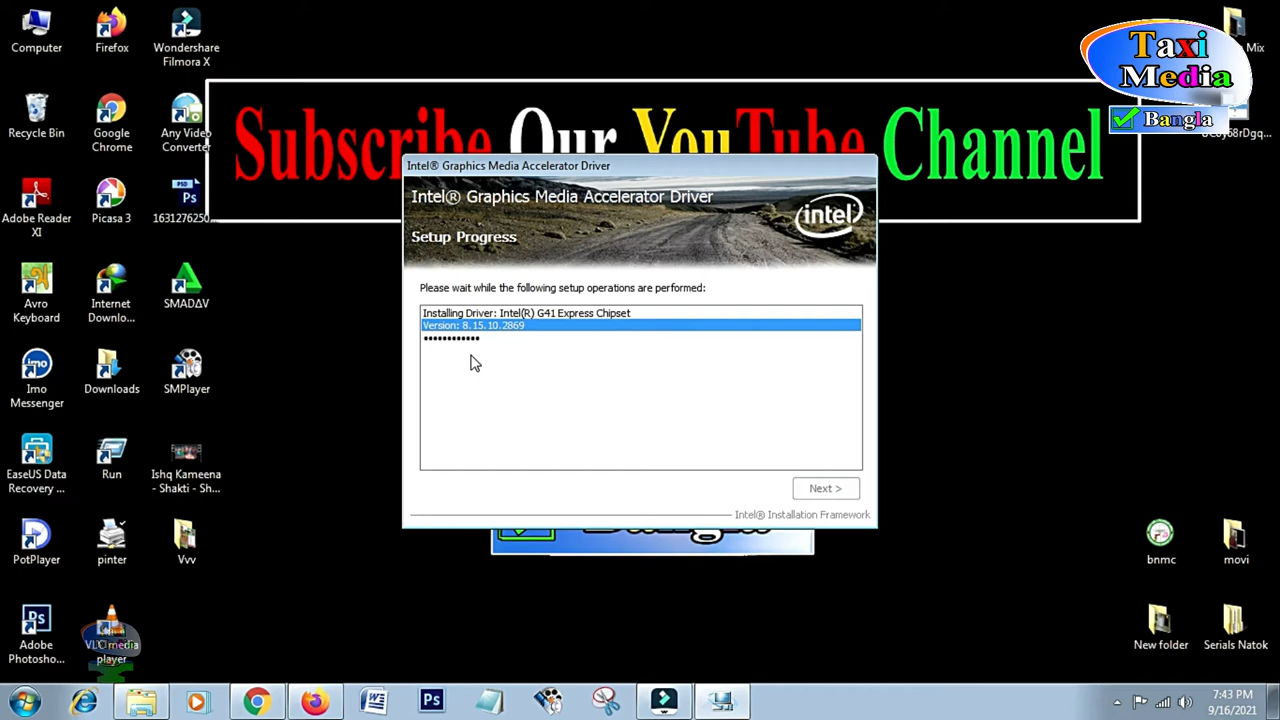 Computer
Firefox
Wondershare
Filmora X
Mix
Taxi
Media
Bangla
Recycle Bin
Google
Chrome
Any Video
Converter
Subscribe Our YouTube Channel
Adobe Reader
XI
Picasa 3
1631276250...
Intel® Graphics Media Accelerator Driver
Intel® Graphics Media Accelerator Driver
intel
Setup Progress
Please wait while the following setup operations are performed:
Installing Driver: Intel(R) G41 Express Chipset
Version: 8.15.10.2869
............
Avro
Keyboard
Internet
Downlo...
SMADΔV
Imo
Messenger
Downloads
SMPlayer
EaseUS Data
Recovery ...
Run
Ishq Kameena
- Shakti - Sh...
Next >
Intel® Installation Framework
PotPlayer
pinter
Vvv
bnmc
movi
Adobe
Photosho...
VLC media
player
New folder
Serials Natok
7:43 PM
9/16/2021